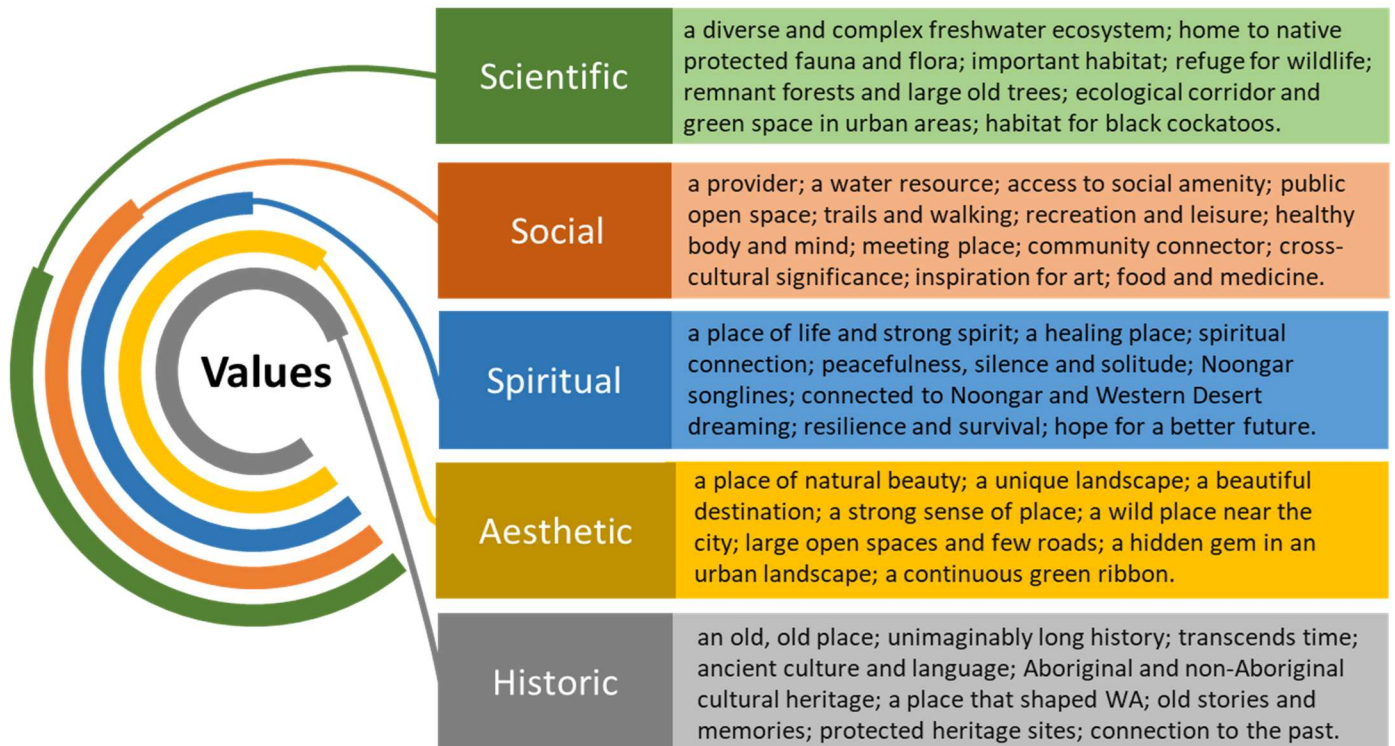 Values
Scientific
a diverse and complex freshwater ecosystem; home to native
protected fauna and flora; important habitat; refuge for wildlife;
remnant forests and large old trees; ecological corridor and
green space in urban areas; habitat for black cockatoos.
Social
a provider; a water resource; access to social amenity; public
open space; trails and walking; recreation and leisure; healthy
body and mind; meeting place; community connector; cross-
cultural significance; inspiration for art; food and medicine.
Spiritual
a place of life and strong spirit; a healing place; spiritual
connection; peacefulness, silence and solitude; Noongar
songlines; connected to Noongar and Western Desert
dreaming; resilience and survival; hope for a better future.
Aesthetic
a place of natural beauty; a unique landscape; a beautiful
destination; a strong sense of place; a wild place near the
city; large open spaces and few roads; a hidden gem in an
urban landscape; a continuous green ribbon.
Historic
an old, old place; unimaginably long history; transcends time;
ancient culture and language; Aboriginal and non-Aboriginal
cultural heritage; a place that shaped WA; old stories and
memories; protected heritage sites; connection to the past.